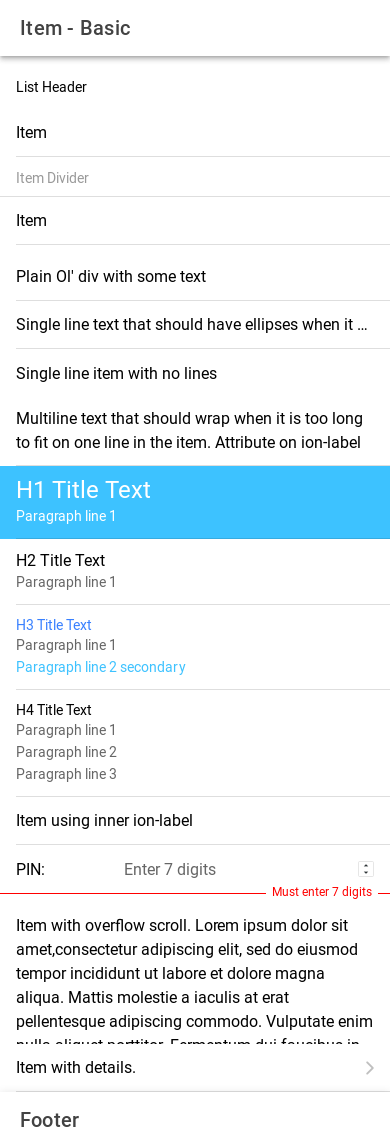 Item - Basic
List Header
Item
Item Divider
Item
Plain Ol' div with some text
Single line text that should have ellipses when it ...
Single line item with no lines
Multiline text that should wrap when it is too long
to fit on one line in the item. Attribute on ion-label
H1 Title Text
Paragraph line 1
H2 Title Text
Paragraph line 1
H3 Title Text
Paragraph line 1
Paragraph line 2 secondary
H4 Title Text
Paragraph line 1
Paragraph line 2
Paragraph line 3
Item using inner ion-label
PIN: Enter 7 digits
Must enter 7 digits
Item with overflow scroll. Lorem ipsum dolor sit
amet,consectetur adipiscing elit, sed do eiusmod
tempor incididunt ut labore et dolore magna
aliqua. Mattis molestie a iaculis at erat
pellentesque adipiscing commodo. Vulputate enim
nulla aliquet porttitor. Fermentum dui faucibus in
Item with details.
Footer